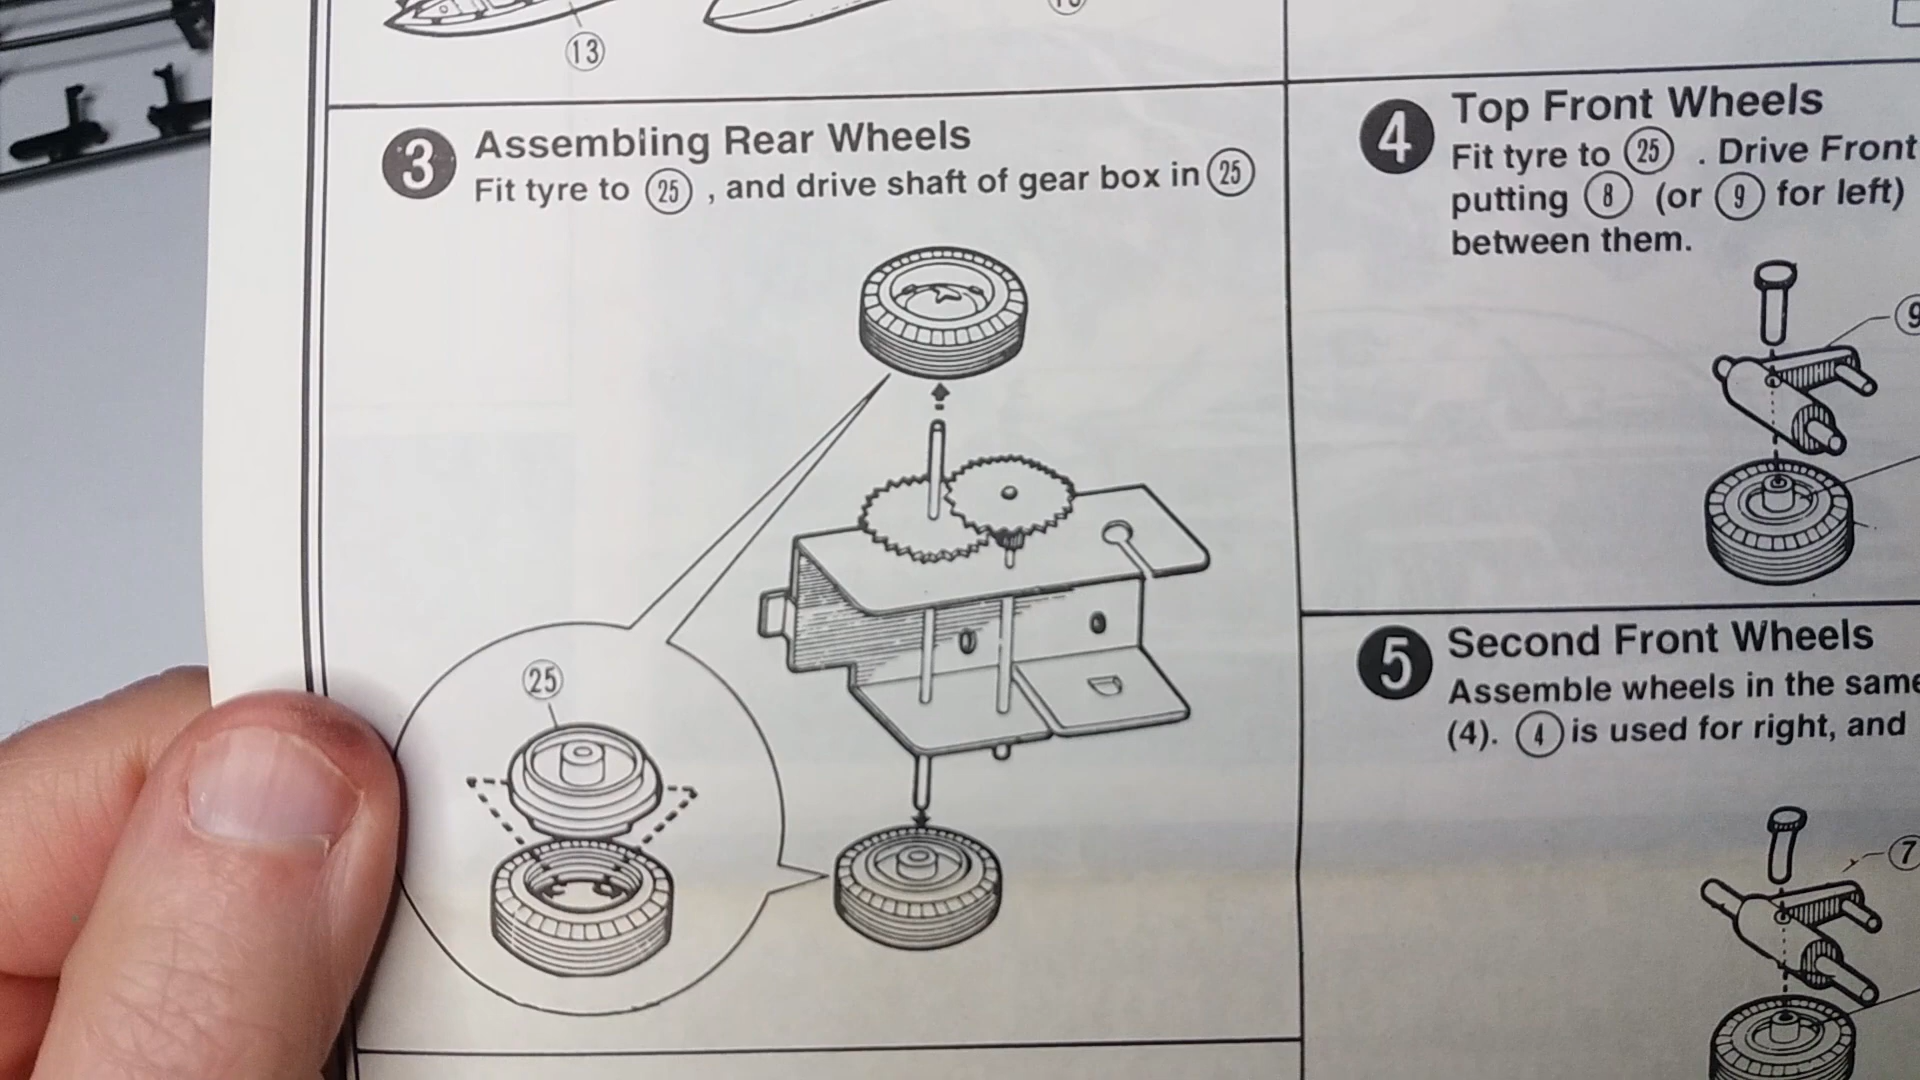 13
3 Assembling Rear Wheels
Fit tyre to 25 , and drive shaft of gear box in 25
25
4 Top Front Wheels
Fit tyre to 25 . Drive Front
putting 8 (or 9 for left)
between them.
9
5 Second Front Wheels
Assemble wheels in the same
(4). 4 is used for right, and
7